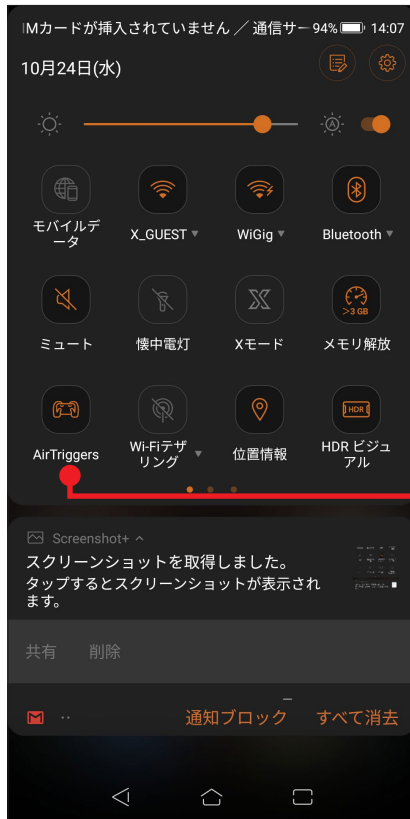 IMカードが挿入されていません ／ 通信サー 94% 14:07
10月24日(水)
A
モバイルデ
ータ
X_GUEST
WiGig
Bluetooth
>3 GB
ミュート
懐中電灯
Xモード
メモリ解放
HDR
AirTriggers
Wi-Fiテザ
リング
位置情報
HDR ビジュ
アル
Screenshot+
スクリーンショットを取得しました。
タップするとスクリーンショットが表示され
ます。
共有 削除
通知ブロック すべて消去